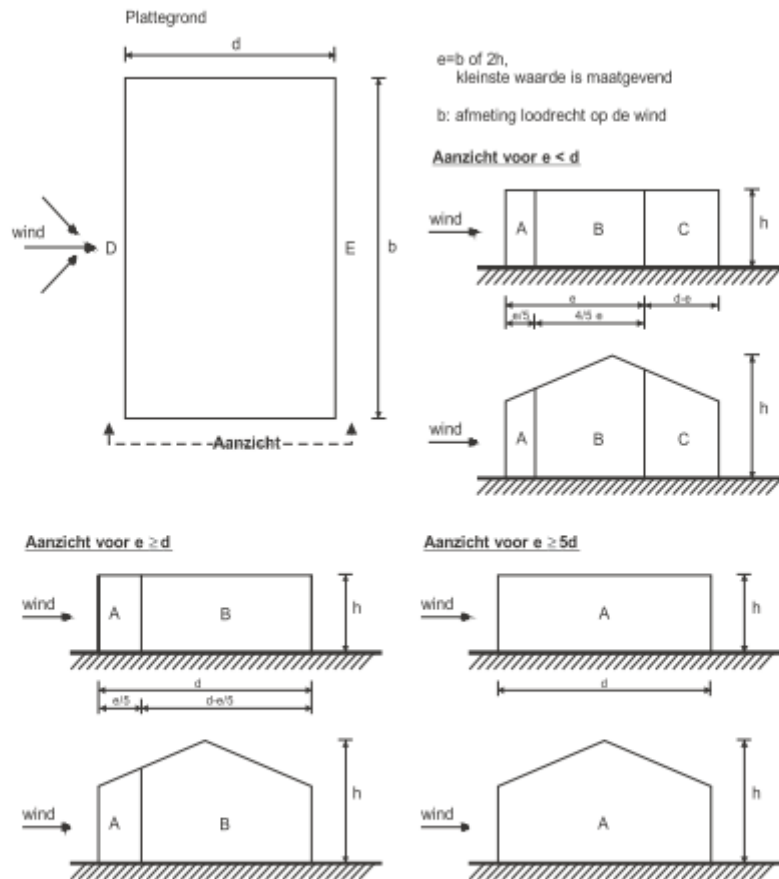 Plattegrond
d
e=b of 2h,
kleinste waarde is maatgevend
b: afmeting loodrecht op de wind
wind
D
E
b
Aanzicht
Aanzicht voor e < d
wind
A
B
C
h
e
d-e
e/5
4/5 e
wind
A
B
C
h
Aanzicht voor e ≥ d
wind
A
B
h
d
e/5
d-e/5
wind
A
B
h
Aanzicht voor e ≥ 5d
wind
A
h
d
wind
A
h